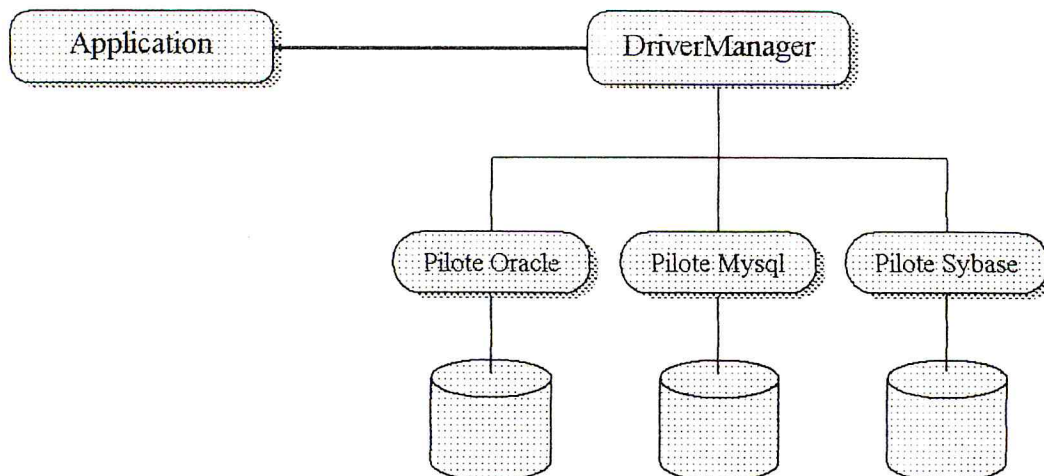 Application
DriverManager
Pilote Oracle
Pilote Mysql
Pilote Sybase